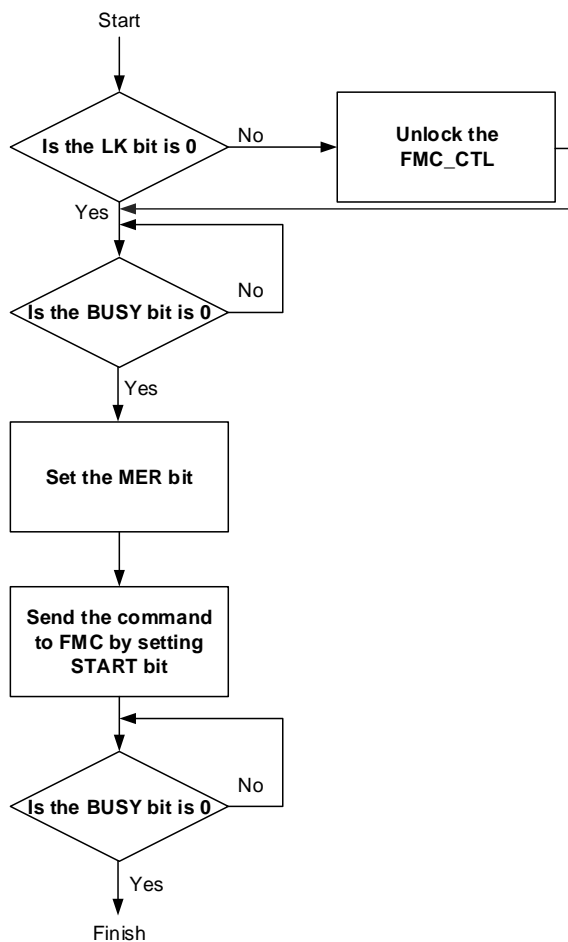 Start
Is the LK bit is 0
No
Unlock the
FMC_CTL
Yes
Is the BUSY bit is 0
No
Yes
Set the MER bit
Send the command
to FMC by setting
START bit
Is the BUSY bit is 0
No
Yes
Finish